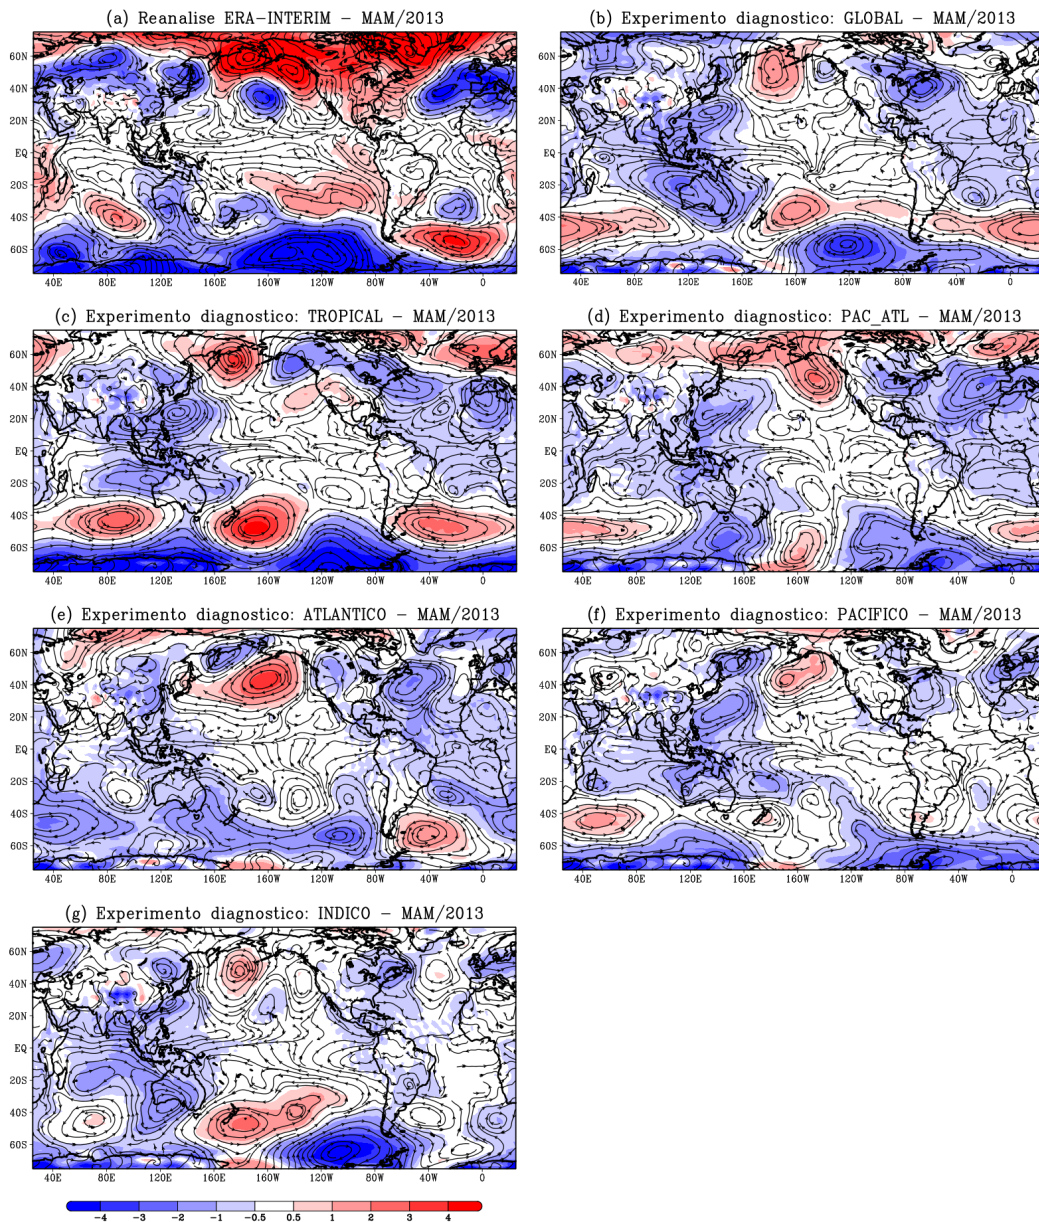 (a) Reanalise ERA-INTERIM - MAM/2013
(b) Experimento diagnostico: GLOBAL - MAM/2013
60N
40N
20N
EQ
20S
40S
60S
40E 80E 120E 160E 160W 120W 80W 40W 0
60N
40N
20N
EQ
20S
40S
60S
40E 80E 120E 160E 160W 120W 80W 40W 0
(c) Experimento diagnostico: TROPICAL - MAM/2013
(d) Experimento diagnostico: PAC_ATL - MAM/2013
60N
40N
20N
EQ
20S
40S
60S
40E 80E 120E 160E 160W 120W 80W 40W 0
60N
40N
20N
EQ
20S
40S
60S
40E 80E 120E 160E 160W 120W 80W 40W 0
(e) Experimento diagnostico: ATLANTICO - MAM/2013
(f) Experimento diagnostico: PACIFICO - MAM/2013
60N
40N
20N
EQ
20S
40S
60S
40E 80E 120E 160E 160W 120W 80W 40W 0
60N
40N
20N
EQ
20S
40S
60S
40E 80E 120E 160E 160W 120W 80W 40W 0
(g) Experimento diagnostico: INDICO - MAM/2013
60N
40N
20N
EQ
20S
40S
60S
40E 80E 120E 160E 160W 120W 80W 40W 0
-4 -3 -2 -1 -0.5 0.5 1 2 3 4